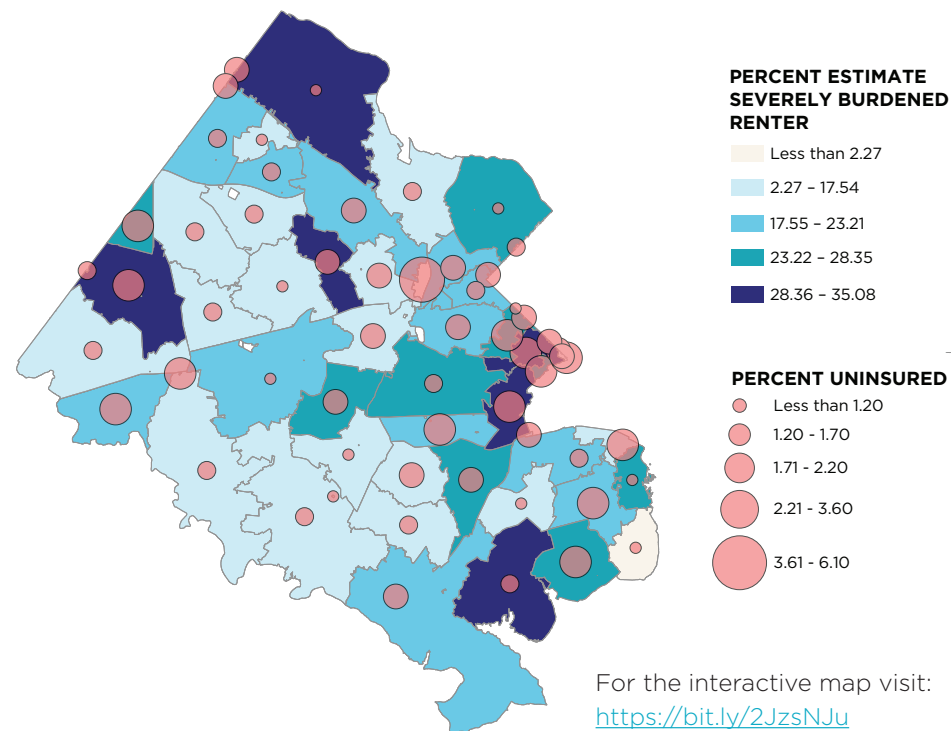 PERCENT ESTIMATE
SEVERELY BURDENED
RENTER
Less than 2.27
2.27 – 17.54
17.55 – 23.21
23.22 – 28.35
28.36 – 35.08
PERCENT UNINSURED
Less than 1.20
1.20 - 1.70
1.71 - 2.20
2.21 - 3.60
3.61 - 6.10
For the interactive map visit:
https://bit.ly/2JzsNJu